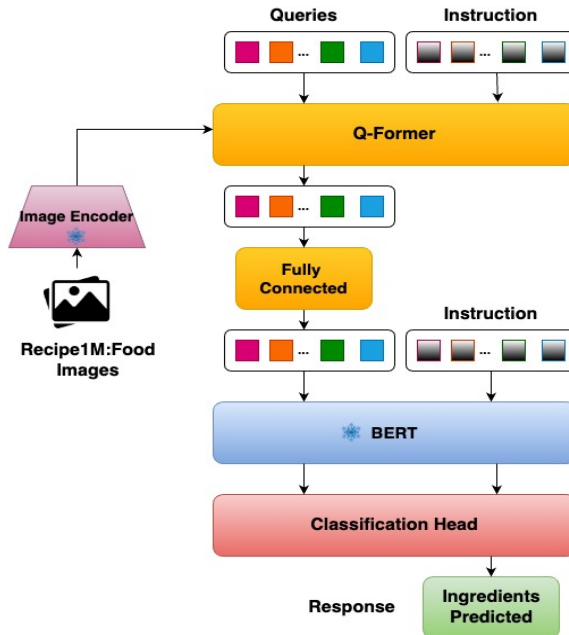 Queries
Instruction
...
...
Q-Former
Image Encoder
...
Fully
Connected
Recipe1M:Food
Images
Instruction
...
...
BERT
Classification Head
Response
Ingredients
Predicted